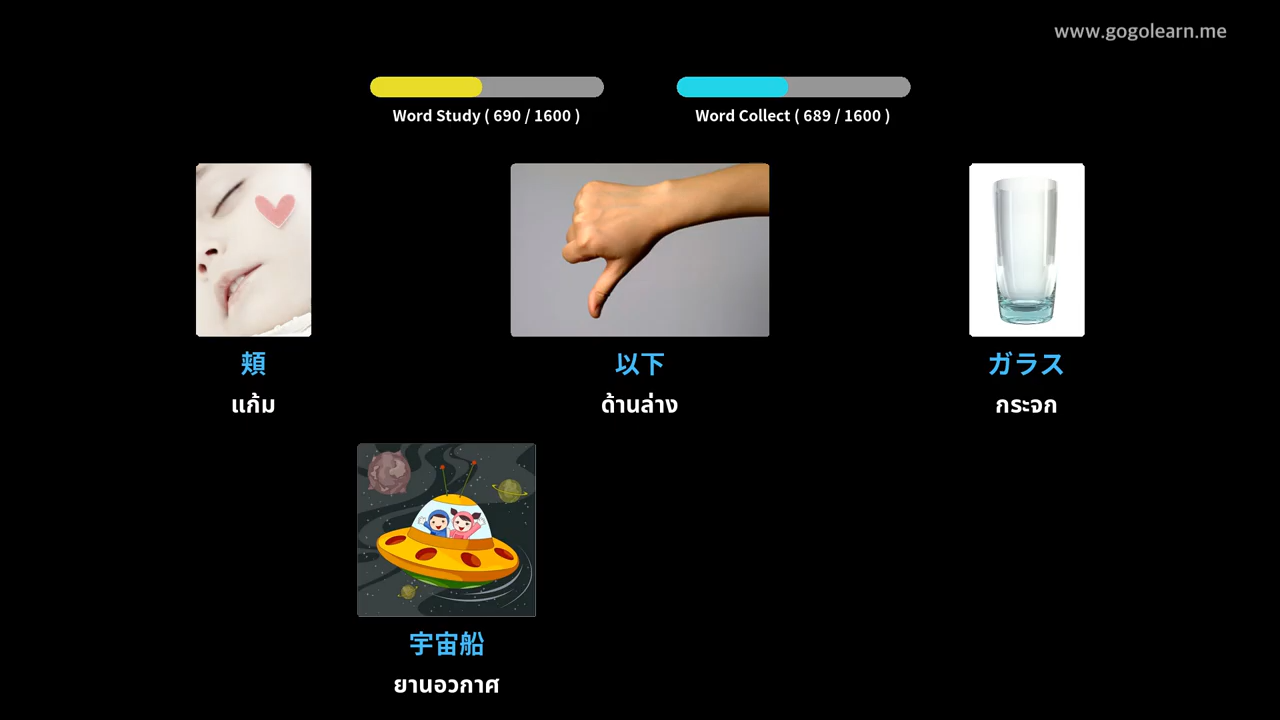 www.gogolearn.me
Word Study ( 690 / 1600 )
Word Collect ( 689 / 1600 )
頬
แก้ม
以下
ด้านล่าง
ガラス
กระจก
宇宙船
ยานอวกาศ